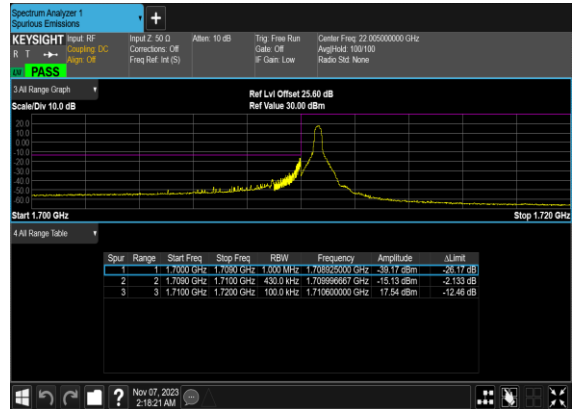 Spectrum Analyzer 1
Spurious Emissions
KEYSIGHT Input: RF Input Z: 50 Ω Atten: 10 dB Trig: Free Run Center Freq: 22.005000000 GHz
R T Coupling: DC Corrections: Off Gate: Off Avg|Hold: 100/100
Align: Off Freq Ref: Int (S) IF Gain: Low Radio Std: None
PASS
3 All Range Graph
Ref Lvl Offset 25.60 dB
Scale/Div 10.0 dB Ref Value 30.00 dBm
20.0
10.0
0.00
-10.0
-20.0
-30.0
-40.0
-50.0
-60.0
Start 1.700 GHz Stop 1.720 GHz
4 All Range Table
Spur Range Start Freq Stop Freq RBW Frequency Amplitude ΔLimit
1 1 1.7000 GHz 1.7090 GHz 1.000 MHz 1.708925000 GHz -39.17 dBm -26.17 dB
2 2 1.7090 GHz 1.7100 GHz 430.0 kHz 1.709996667 GHz -15.13 dBm -2.133 dB
3 3 1.7100 GHz 1.7200 GHz 100.0 kHz 1.710600000 GHz 17.54 dBm -12.46 dB
Nov 07, 2023
2:18:21 AM